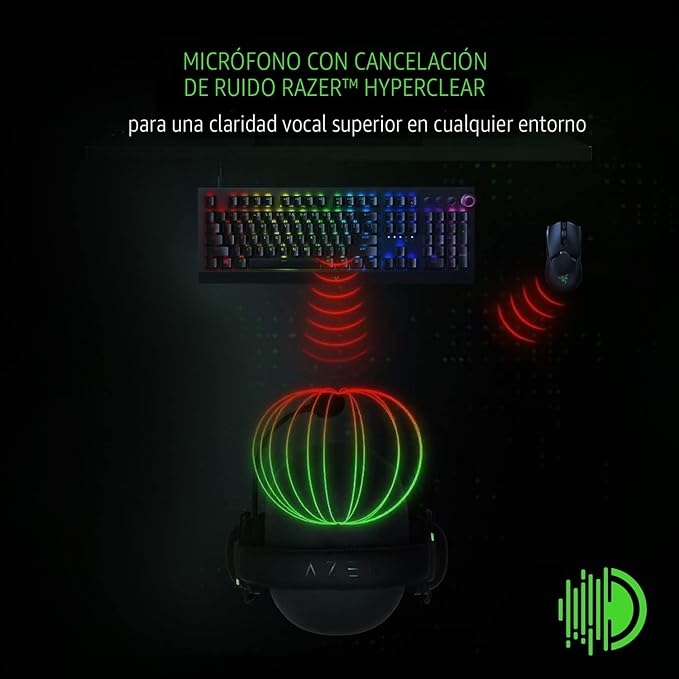 MICRÓFONO CON CANCELACIÓN
DE RUIDO RAZER™ HYPERCLEAR
para una claridad vocal superior en cualquier entorno